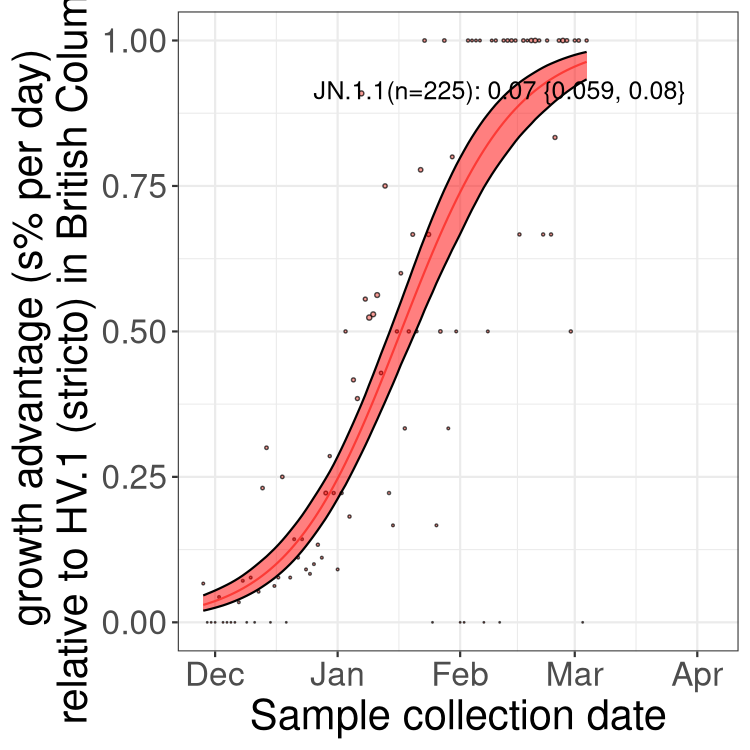 growth advantage (s% per day)
relative to HV.1 (stricto) in British Colum
1.00
0.75
0.50
0.25
0.00
JN.1.1(n=225): 0.07 {0.059, 0.08}
Dec Jan Feb Mar Apr
Sample collection date